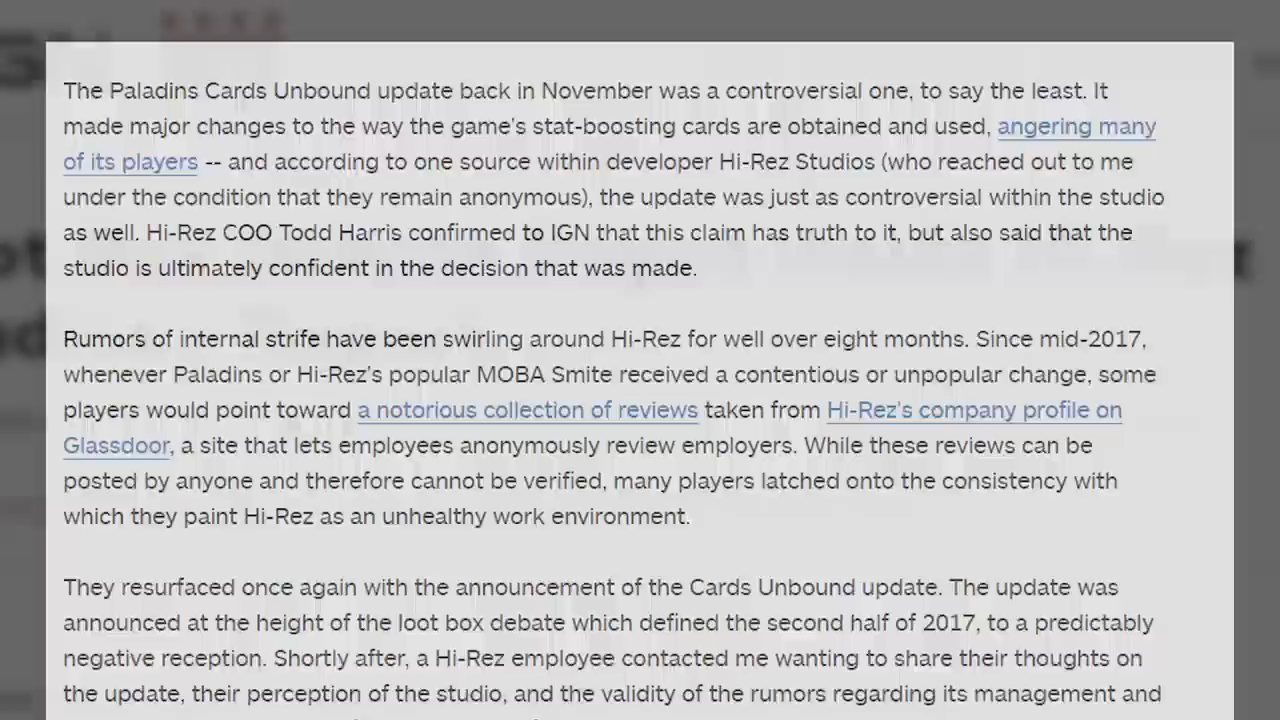 The Paladins Cards Unbound update back in November was a controversial one, to say the least. It
made major changes to the way the game's stat-boosting cards are obtained and used, angering many
of its players -- and according to one source within developer Hi-Rez Studios (who reached out to me
under the condition that they remain anonymous), the update was just as controversial within the studio
as well. Hi-Rez COO Todd Harris confirmed to IGN that this claim has truth to it, but also said that the
studio is ultimately confident in the decision that was made.
Rumors of internal strife have been swirling around Hi-Rez for well over eight months. Since mid-2017,
whenever Paladins or Hi-Rez's popular MOBA Smite received a contentious or unpopular change, some
players would point toward a notorious collection of reviews taken from Hi-Rez's company profile on
Glassdoor, a site that lets employees anonymously review employers. While these reviews can be
posted by anyone and therefore cannot be verified, many players latched onto the consistency with
which they paint Hi-Rez as an unhealthy work environment.
They resurfaced once again with the announcement of the Cards Unbound update. The update was
announced at the height of the loot box debate which defined the second half of 2017, to a predictably
negative reception. Shortly after, a Hi-Rez employee contacted me wanting to share their thoughts on
the update, their perception of the studio, and the validity of the rumors regarding its management and